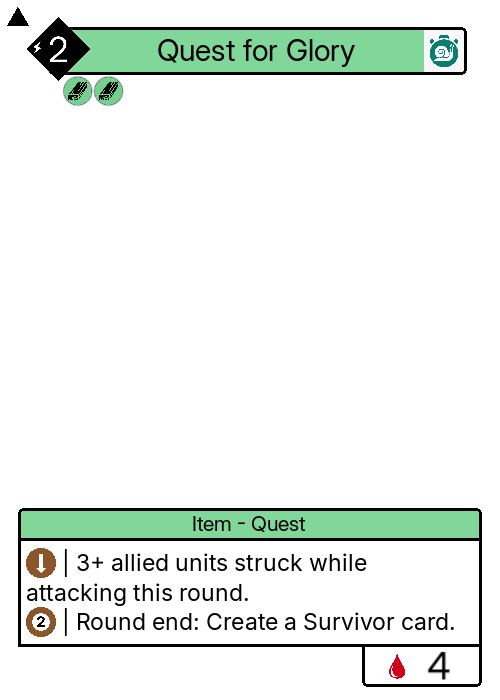 2
Quest for Glory
Item - Quest
| 3+ allied units struck while
attacking this round.
2 | Round end: Create a Survivor card.
4